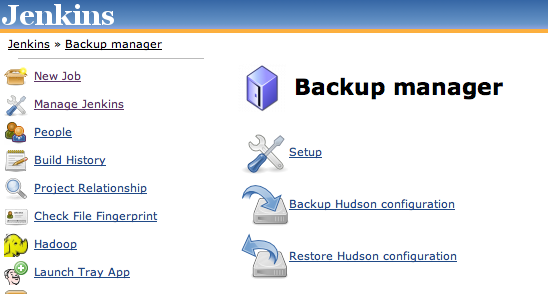 Jenkins
Jenkins » Backup manager
New Job
Manage Jenkins
People
Build History
Project Relationship
Check File Fingerprint
Hadoop
Launch Tray App
Backup manager
Setup
Backup Hudson configuration
Restore Hudson configuration